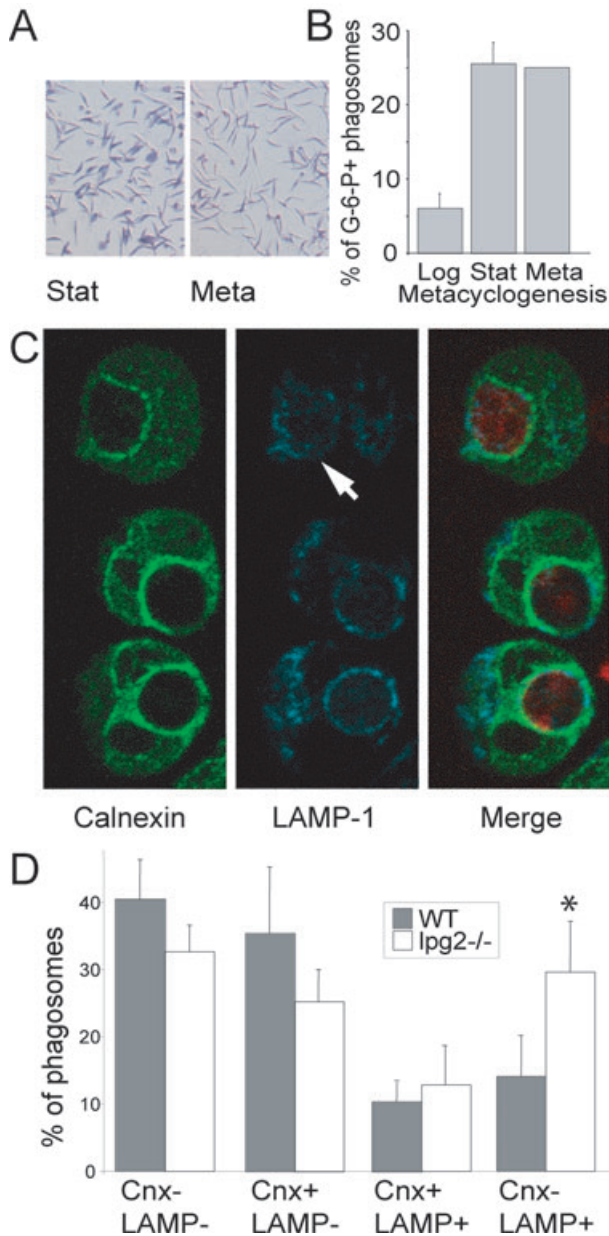 A
Stat
Meta
B
% of G-6-P+ phagosomes
30
20
10
0
Log Stat Meta
Metacyclogenesis
C
Calnexin
LAMP-1
Merge
D
% of phagosomes
40
30
20
10
0
WT
lpg2-/-
*
Cnx- Cnx+ Cnx+ Cnx-
LAMP- LAMP- LAMP+ LAMP+